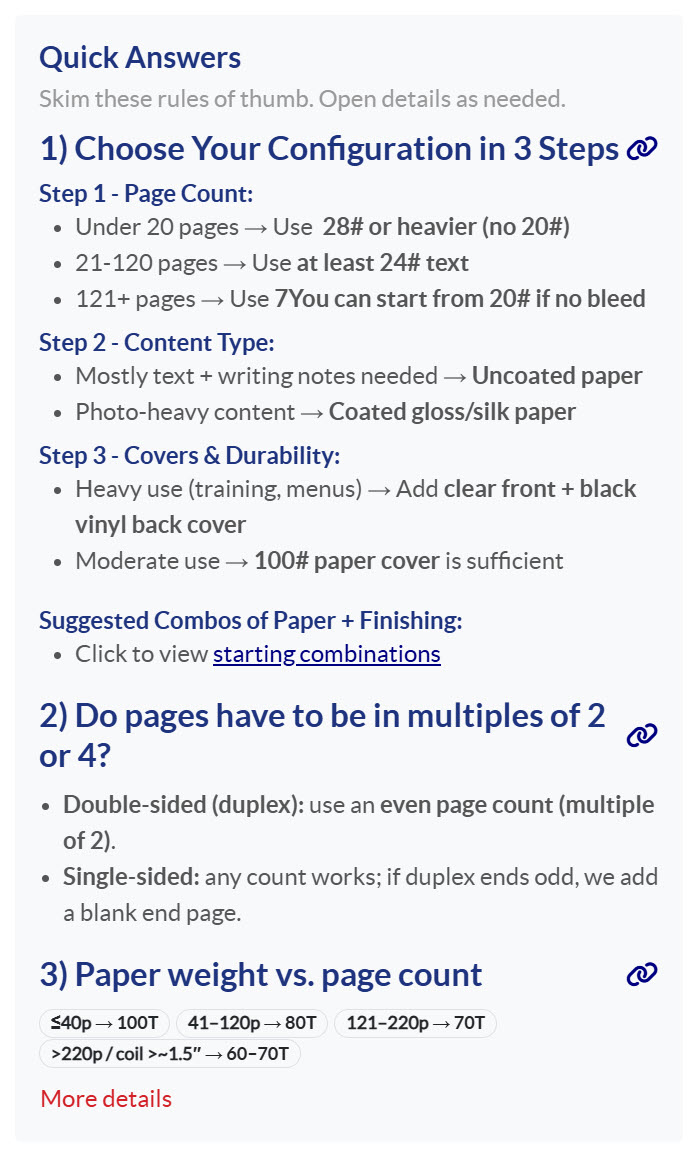 Quick Answers
Skim these rules of thumb. Open details as needed.
1) Choose Your Configuration in 3 Steps
Step 1 - Page Count:
• Under 20 pages → Use  28# or heavier (no 20#)
• 21-120 pages → Use at least 24# text
• 121+ pages → Use 7You can start from 20# if no bleed
Step 2 - Content Type:
• Mostly text + writing notes needed → Uncoated paper
• Photo-heavy content → Coated gloss/silk paper
Step 3 - Covers & Durability:
• Heavy use (training, menus) → Add clear front + black
vinyl back cover
• Moderate use → 100# paper cover is sufficient
Suggested Combos of Paper + Finishing:
• Click to view starting combinations
2) Do pages have to be in multiples of 2
or 4?
• Double-sided (duplex): use an even page count (multiple
of 2).
• Single-sided: any count works; if duplex ends odd, we add
a blank end page.
3) Paper weight vs. page count
≤40p → 100T 41–120p → 80T 121–220p → 70T
>220p / coil >~1.5″ → 60–70T
More details